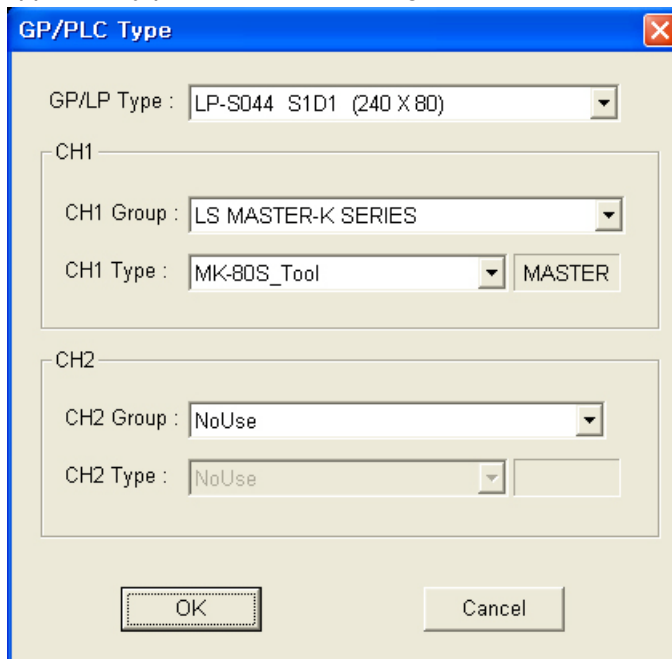 GP/PLC Type
GP/LP Type : LP-S044 S1D1 (240 X 80)
CH1
CH1 Group : LS MASTER-K SERIES
CH1 Type : MK-80S_Tool MASTER
CH2
CH2 Group : NoUse
CH2 Type : NoUse
OK Cancel